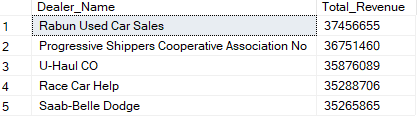 Dealer_Name Total_Revenue
1 Rabun Used Car Sales 37456655
2 Progressive Shippers Cooperative Association No 36751460
3 U-Haul CO 35876089
4 Race Car Help 35288706
5 Saab-Belle Dodge 35265865